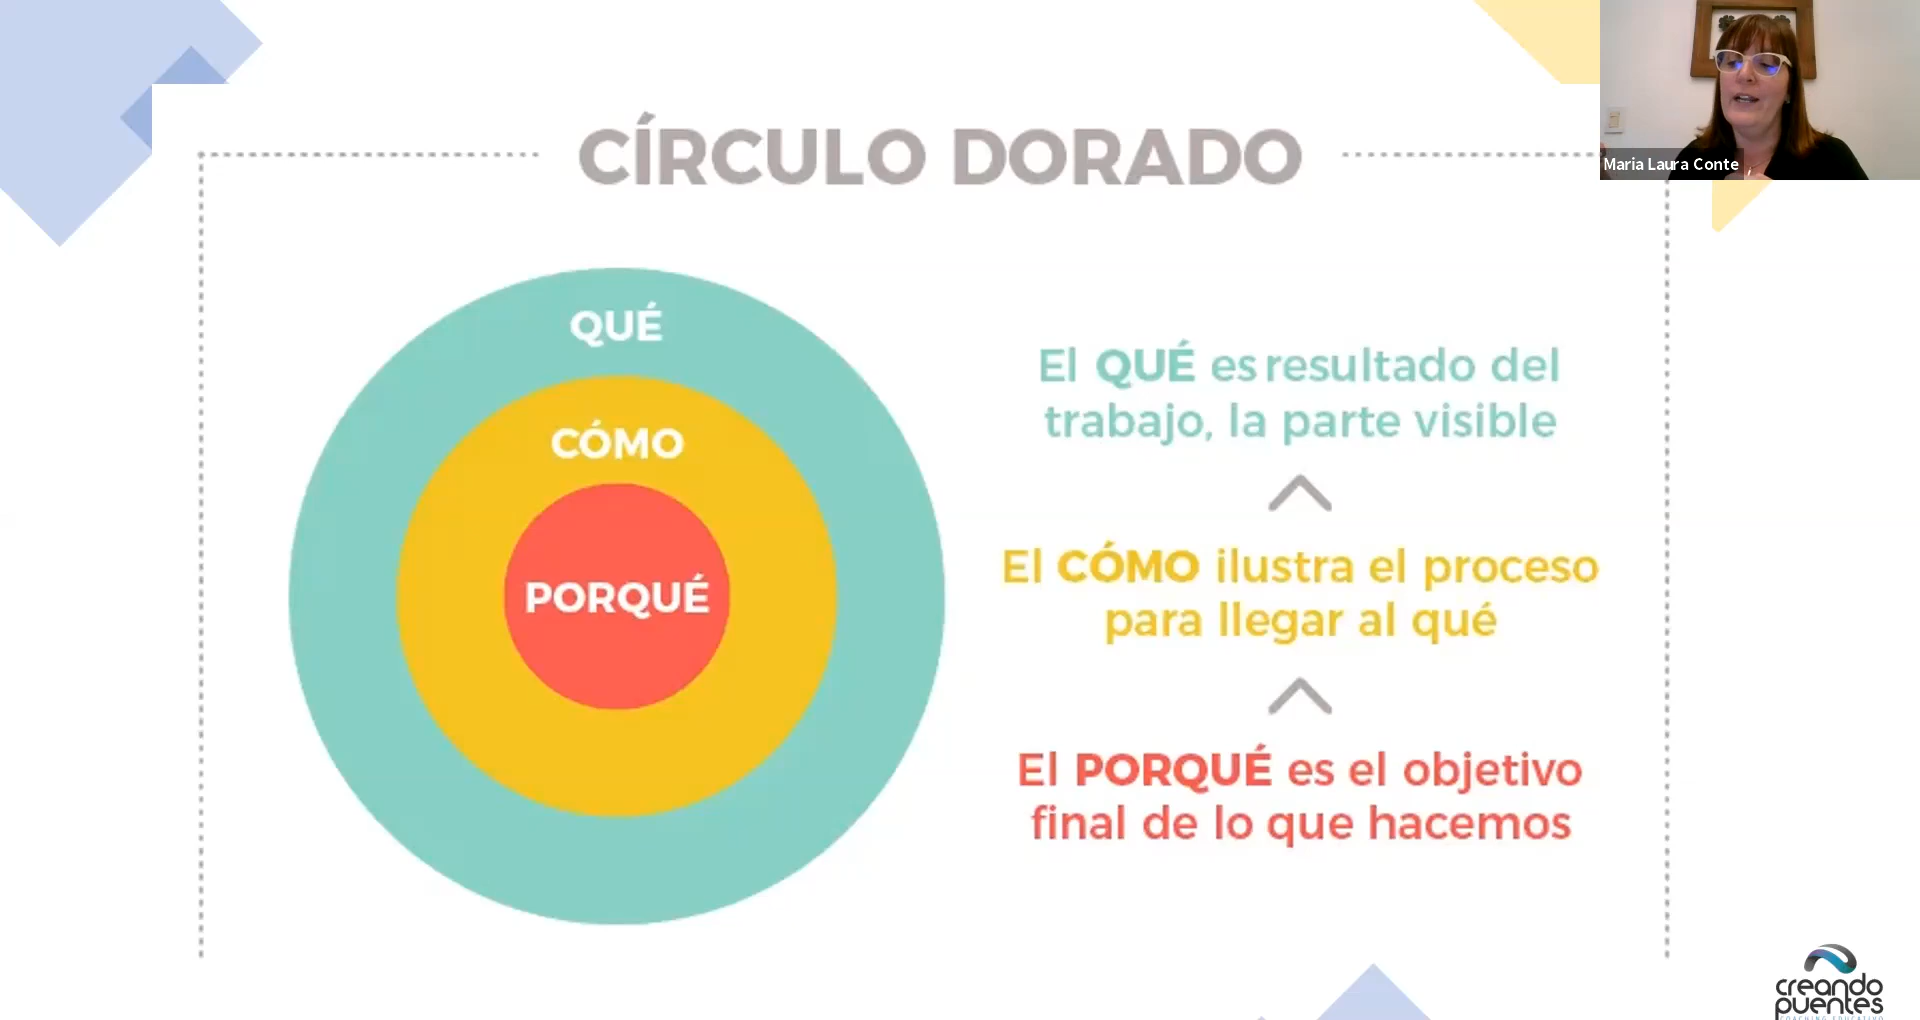 CÍRCULO DORADO
Maria Laura Conte
QUÉ
CÓMO
PORQUÉ
El QUÉ es resultado del
trabajo, la parte visible
El CÓMO ilustra el proceso
para llegar al qué
El PORQUÉ es el objetivo
final de lo que hacemos
creando
puentes
COACHING EDUCATIVO